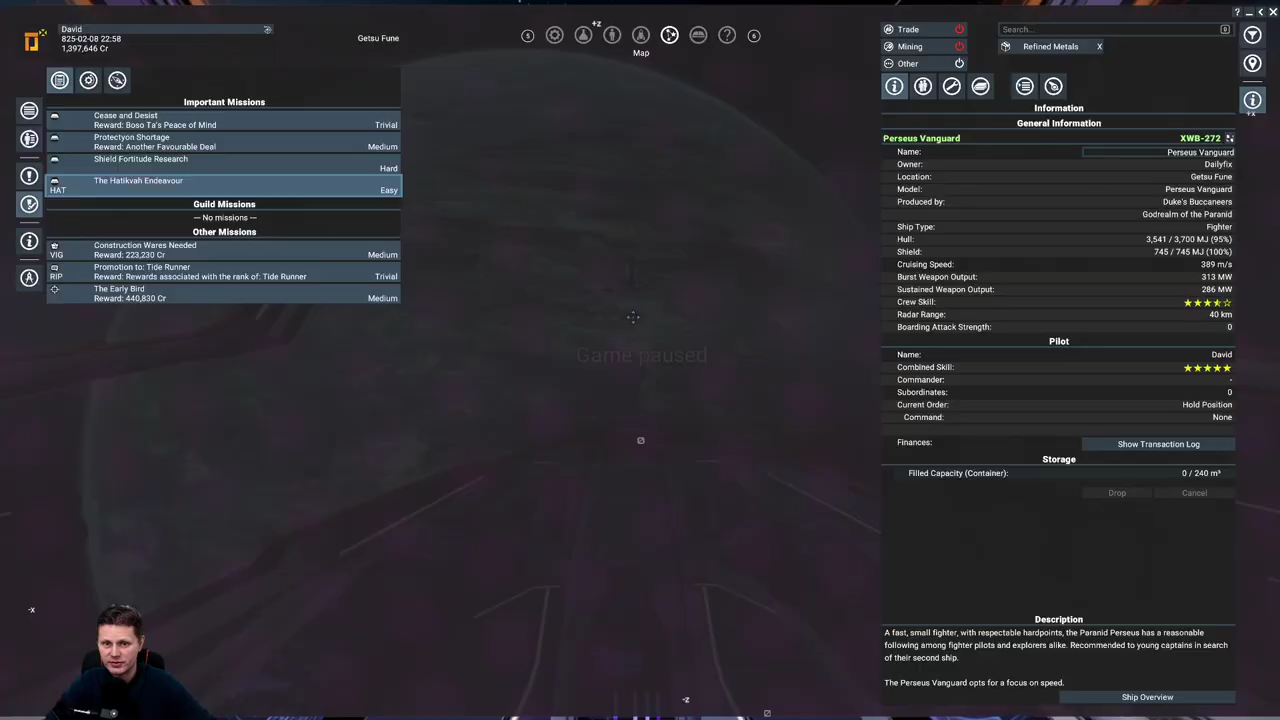 David
825-02-08 22:58
1,397,646 Cr
Getsu Fune
+Z
5
6
Map
Important Missions
Cease and Desist
Reward: Boso Ta's Peace of Mind
Trivial
Protectyon Shortage
Reward: Another Favourable Deal
Medium
Shield Fortitude Research
Hard
The Hatikvah Endeavour
HAT
Easy
Guild Missions
-- No missions --
Other Missions
Construction Wares Needed
VIG
Reward: 223,230 Cr
Medium
Promotion to: Tide Runner
RIP
Reward: Rewards associated with the rank of: Tide Runner
Trivial
The Early Bird
Reward: 440,830 Cr
Medium
Game paused
-X
-Z
Trade
Mining
Other
Search...
Refined Metals X
+X
Information
General Information
Perseus Vanguard XWB-272
Name: Perseus Vanguard
Owner: Dailyfix
Location: Getsu Fune
Model: Perseus Vanguard
Produced by: Duke's Buccaneers
Godrealm of the Paranid
Ship Type: Fighter
Hull: 3,541 / 3,700 MJ (95%)
Shield: 745 / 745 MJ (100%)
Cruising Speed: 389 m/s
Burst Weapon Output: 313 MW
Sustained Weapon Output: 286 MW
Crew Skill:
Radar Range: 40 km
Boarding Attack Strength: 0
Pilot
Name: David
Combined Skill: ★★★★★
Commander: -
Subordinates: 0
Current Order: Hold Position
Command: None
Finances: Show Transaction Log
Storage
Filled Capacity (Container): 0 / 240 m³
Drop Cancel
Description
A fast, small fighter, with respectable hardpoints, the Paranid Perseus has a reasonable
following among fighter pilots and explorers alike. Recommended to young captains in search
of their second ship.
The Perseus Vanguard opts for a focus on speed.
Ship Overview